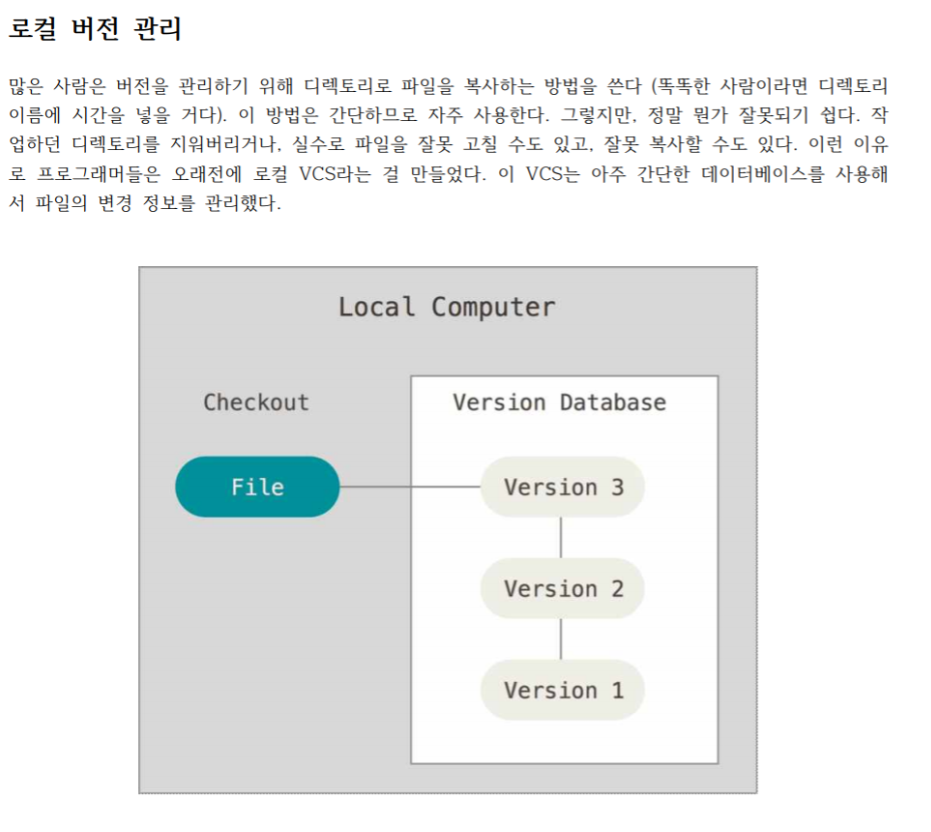 로컬 버전 관리
많은 사람은 버전을 관리하기 위해 디렉토리로 파일을 복사하는 방법을 쓴다 (똑똑한 사람이라면 디렉토리
이름에 시간을 넣을 거다). 이 방법은 간단하므로 자주 사용한다. 그렇지만, 정말 뭔가 잘못되기 쉽다. 작
업하던 디렉토리를 지워버리거나, 실수로 파일을 잘못 고칠 수도 있고, 잘못 복사할 수도 있다. 이런 이유
로 프로그래머들은 오래전에 로컬 VCS라는 걸 만들었다. 이 VCS는 아주 간단한 데이터베이스를 사용해
서 파일의 변경 정보를 관리했다.
Local Computer
Checkout
Version Database
File
Version 3
Version 2
Version 1